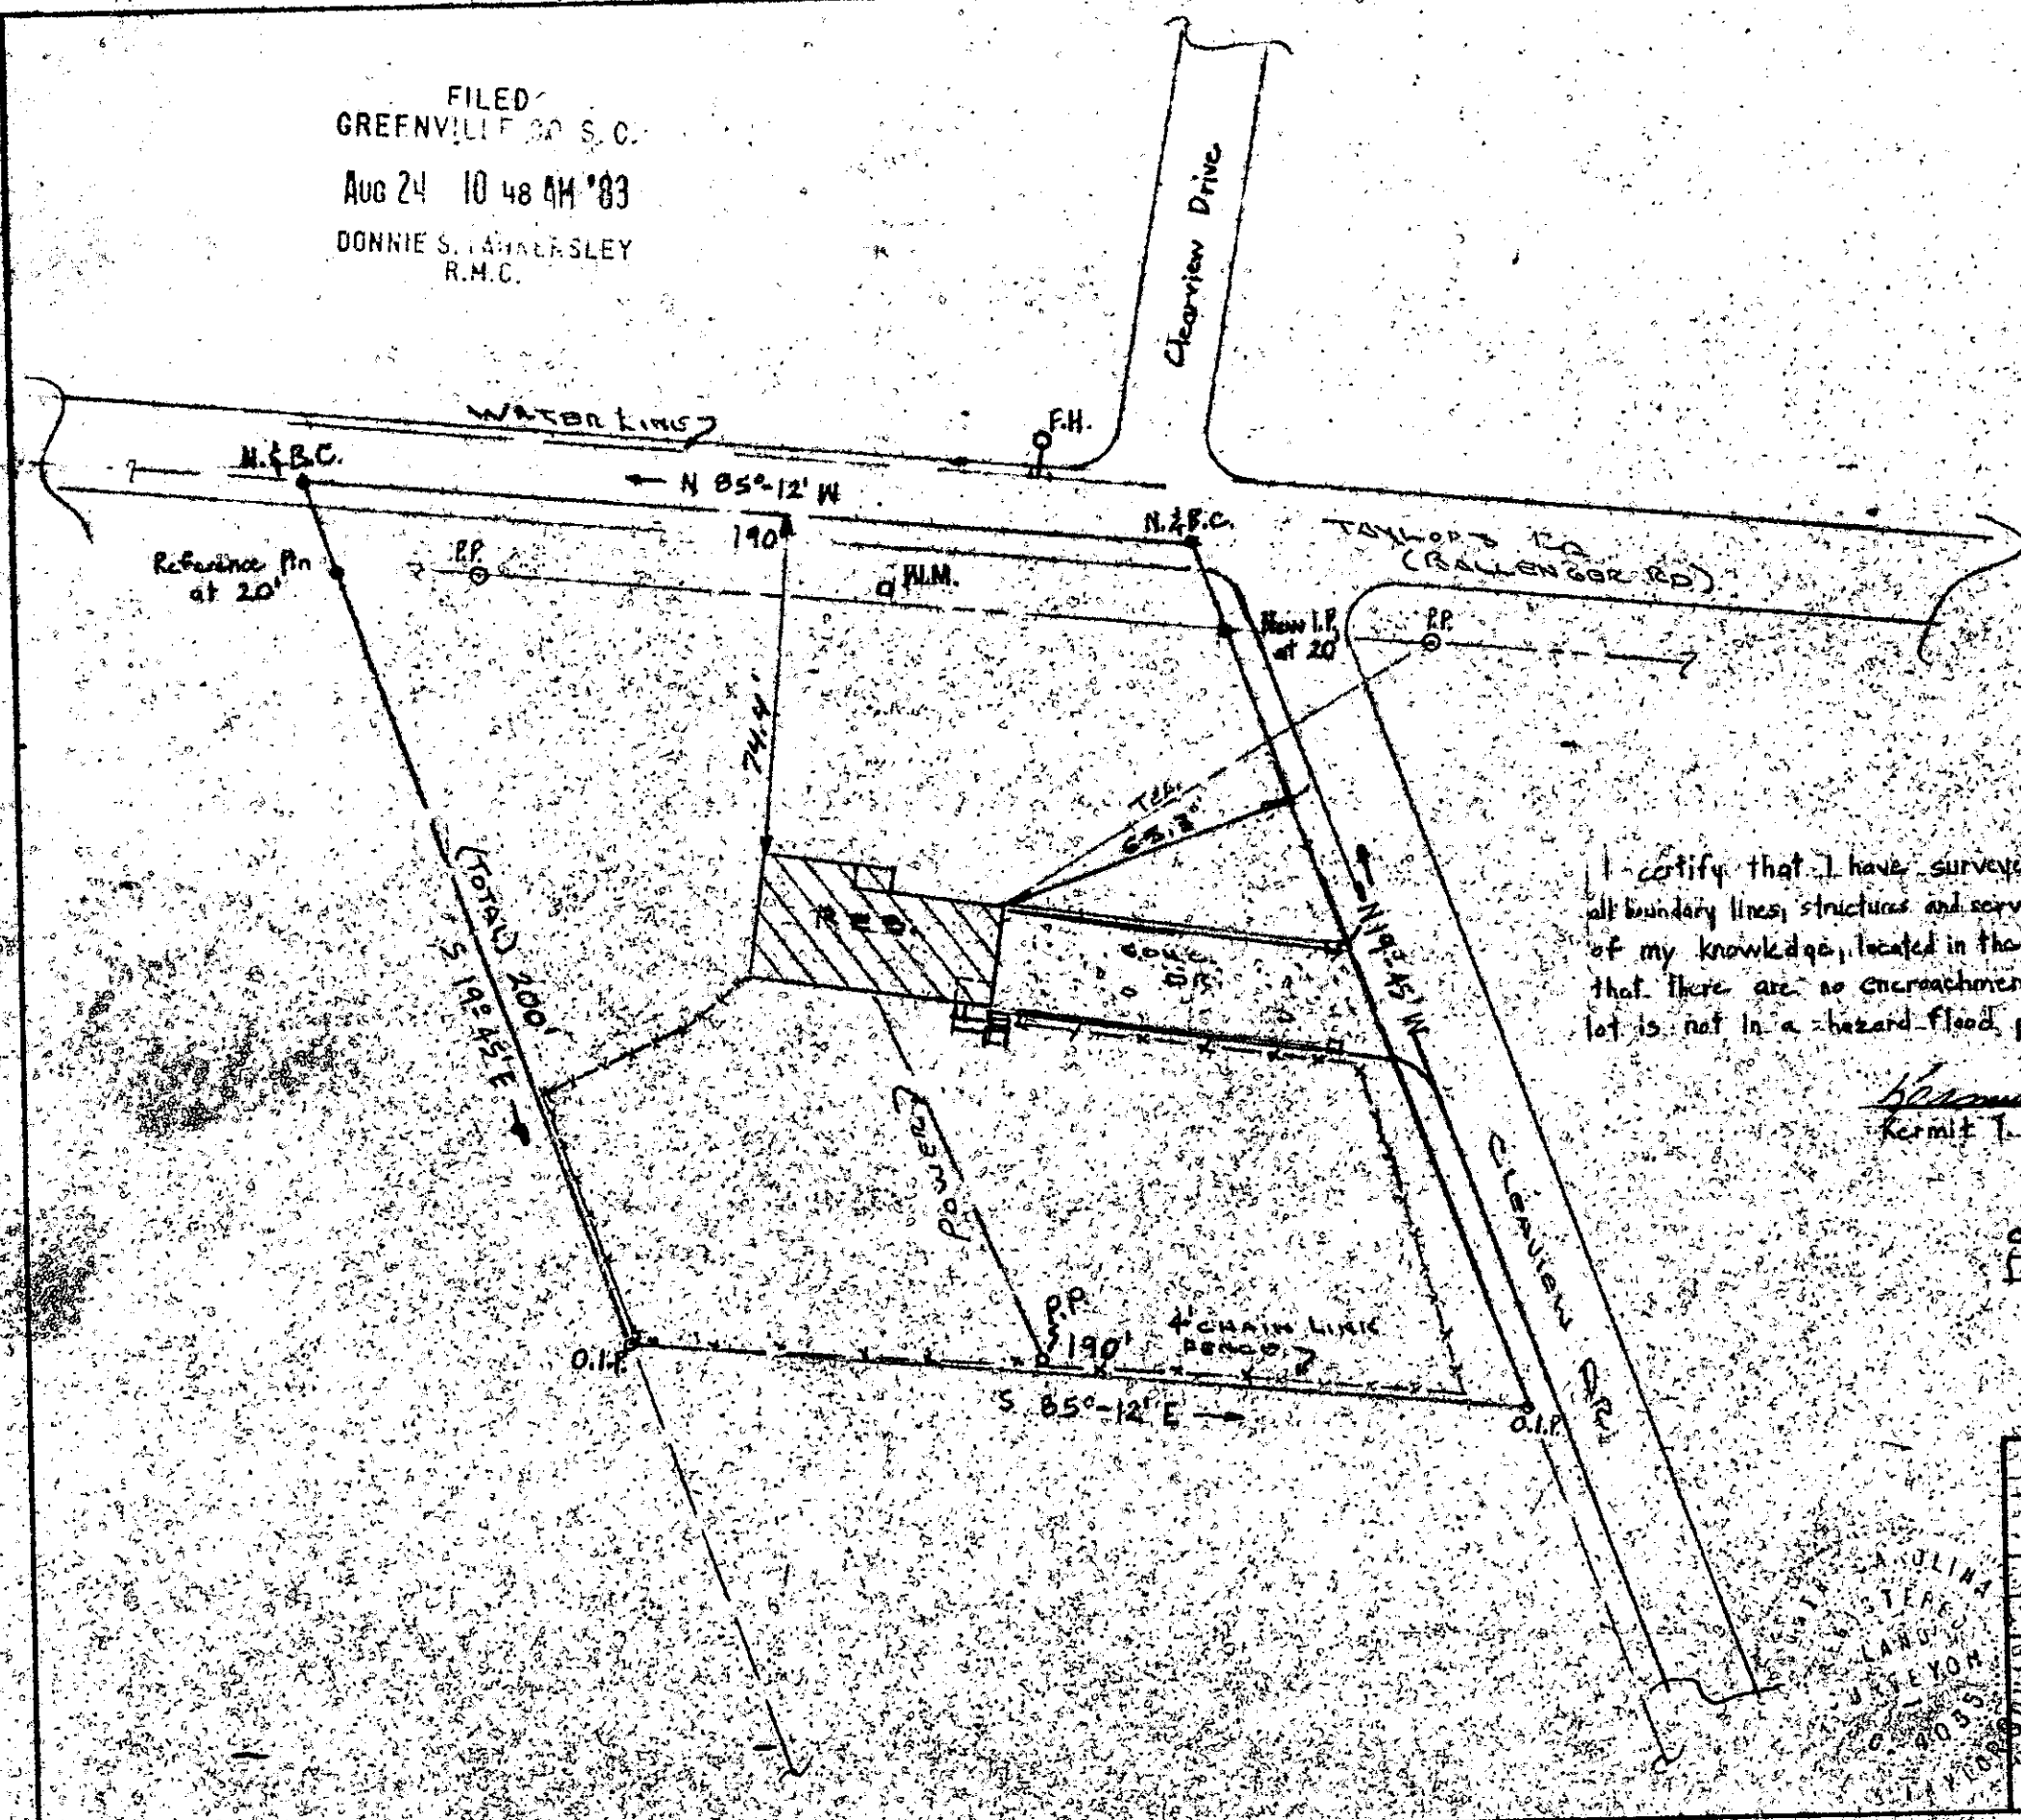 FILED
GREENVILLE CO S. C.
AUG 24 10 48 AM '83
DONNIE S. TANKERSLEY
R.M.C.
Clearview Drive
WATER LINE
F.H.
N.&B.C.
N 85°-12' W
190'
N.&B.C.
TAYLORS RD
(BALLENGER RD)
Reference Pin
at 20'
P.P.
W.M.
New I.P.
at 20'
P.P.
74.4'
Tel.
63.2'
(TOTAL) 200'
S 19°-45' E
RES.
CONC.
DR.
N 19°-45' W
I certify that I have surveye
all boundary lines, structures and serv
of my knowledge, located in the
that there are no encroachmen
lot is not in a hazard flood p
Kermit T.
POWER
CLEARVIEW DR.
P.P.
190'
4' CHAIN LINK
FENCE
O.I.P.
S 85°-12' E
O.I.P.
LAND
4035